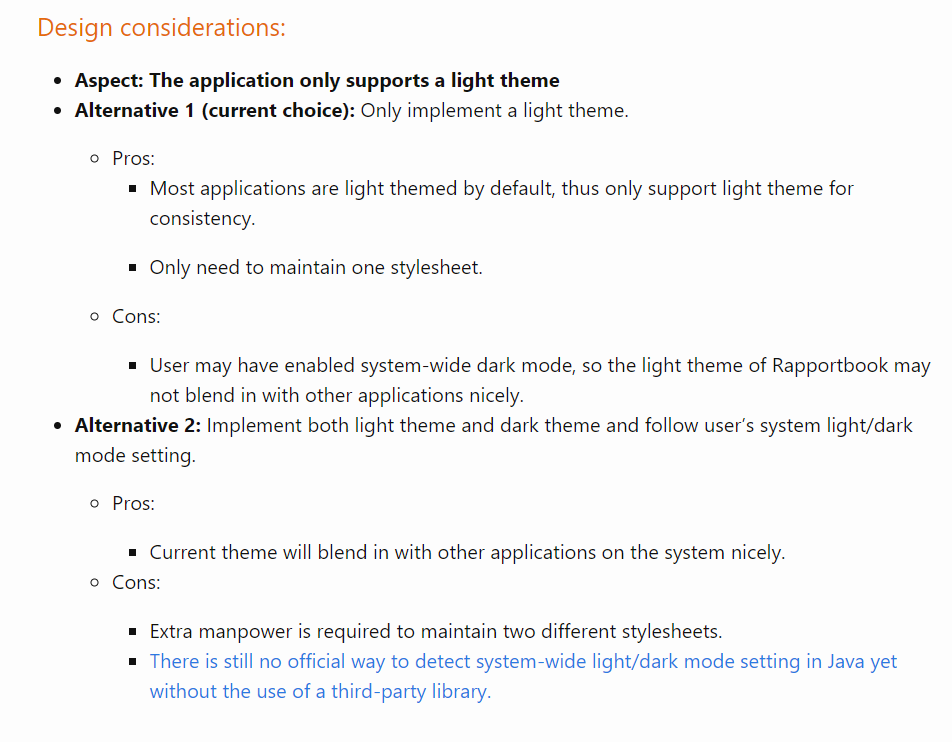 Design considerations:
Aspect: The application only supports a light theme
Alternative 1 (current choice): Only implement a light theme.
Pros:
Most applications are light themed by default, thus only support light theme for
consistency.
Only need to maintain one stylesheet.
Cons:
User may have enabled system-wide dark mode, so the light theme of Rapportbook may
not blend in with other applications nicely.
Alternative 2: Implement both light theme and dark theme and follow user’s system light/dark
mode setting.
Pros:
Current theme will blend in with other applications on the system nicely.
Cons:
Extra manpower is required to maintain two different stylesheets.
There is still no official way to detect system-wide light/dark mode setting in Java yet
without the use of a third-party library.